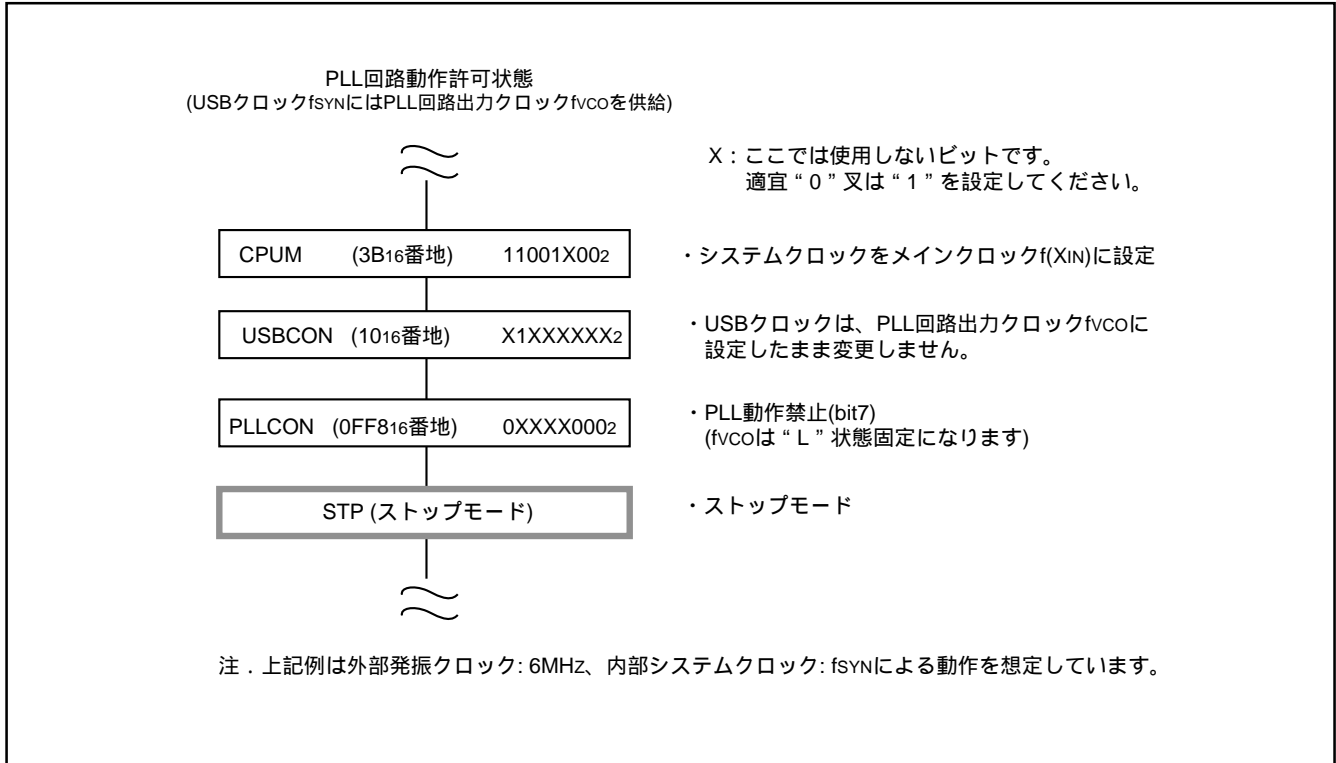 PLL回路動作許可状態
(USBクロックfSYNにはPLL回路出力クロックfVCOを供給)
X：ここでは使用しないビットです。
適宜“0”叉は“1”を設定してください。
CPUM (3B16番地) 11001X002
・システムクロックをメインクロックf(XIN)に設定
USBCON (1016番地) X1XXXXXX2
・USBクロックは、PLL回路出力クロックfVCOに
設定したまま変更しません。
PLLCON (0FF816番地) 0XXXX0002
・PLL動作禁止(bit7)
(fVCOは“L”状態固定になります)
STP (ストップモード)
・ストップモード
注．上記例は外部発振クロック: 6MHz、内部システムクロック: fSYNによる動作を想定しています。